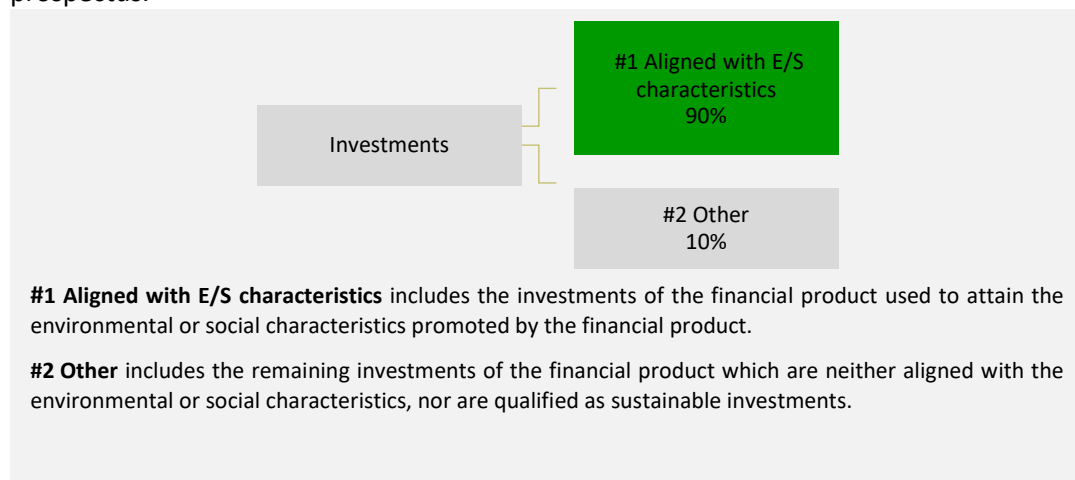 prospectus.
#1 Aligned with E/S
characteristics
90%
Investments
#2 Other
10%
#1 Aligned with E/S characteristics includes the investments of the financial product used to attain the
environmental or social characteristics promoted by the financial product.
#2 Other includes the remaining investments of the financial product which are neither aligned with the
environmental or social characteristics, nor are qualified as sustainable investments.